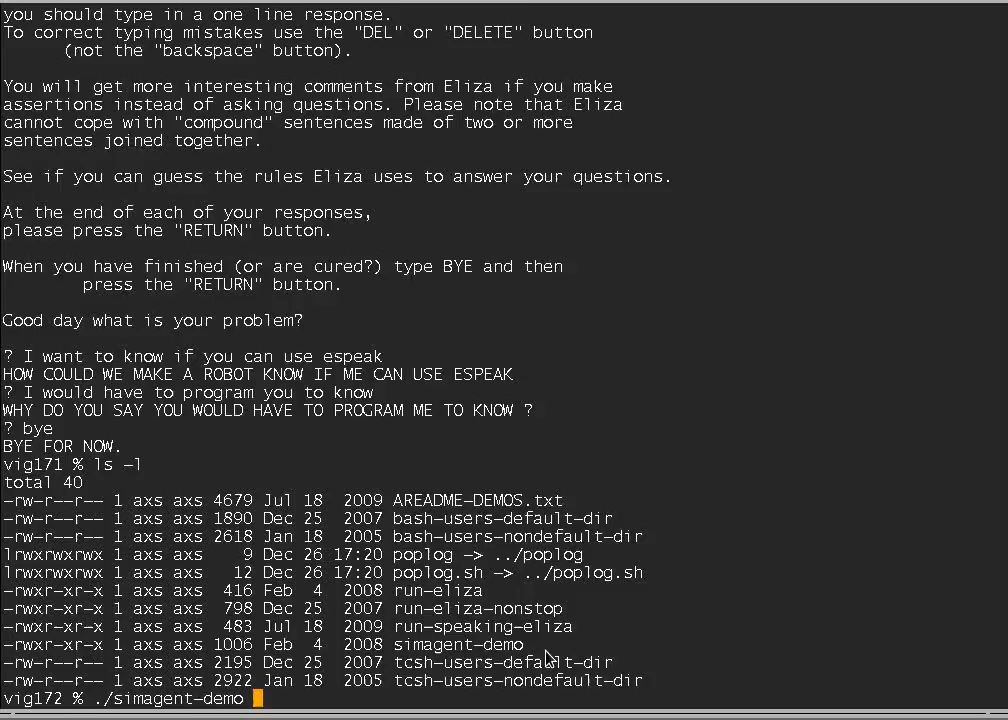 you should type in a one line response.
To correct typing mistakes use the "DEL" or "DELETE" button
(not the "backspace" button).
You will get more interesting comments from Eliza if you make
assertions instead of asking questions. Please note that Eliza
cannot cope with "compound" sentences made of two or more
sentences joined together.
See if you can guess the rules Eliza uses to answer your questions.
At the end of each of your responses,
please press the "RETURN" button.
When you have finished (or are cured?) type BYE and then
press the "RETURN" button.
Good day what is your problem?
? I want to know if you can use espeak
HOW COULD WE MAKE A ROBOT KNOW IF ME CAN USE ESPEAK
? I would have to program you to know
WHY DO YOU SAY YOU WOULD HAVE TO PROGRAM ME TO KNOW ?
? bye
BYE FOR NOW.
vig171 % ls -l
total 40
-rw-r--r-- 1 axs axs 4679 Jul 18  2009 AREADME-DEMOS.txt
-rw-r--r-- 1 axs axs 1890 Dec 25  2007 bash-users-default-dir
-rw-r--r-- 1 axs axs 2618 Jan 18  2005 bash-users-nondefault-dir
lrwxrwxrwx 1 axs axs    9 Dec 26 17:20 poplog -> ../poplog
lrwxrwxrwx 1 axs axs   12 Dec 26 17:20 poplog.sh -> ../poplog.sh
-rwxr-xr-x 1 axs axs  416 Feb  4  2008 run-eliza
-rwxr-xr-x 1 axs axs  798 Dec 25  2007 run-eliza-nonstop
-rwxr-xr-x 1 axs axs  483 Jul 18  2009 run-speaking-eliza
-rwxr-xr-x 1 axs axs 1006 Feb  4  2008 simagent-demo
-rw-r--r-- 1 axs axs 2195 Dec 25  2007 tcsh-users-default-dir
-rw-r--r-- 1 axs axs 2922 Jan 18  2005 tcsh-users-nondefault-dir
vig172 % ./simagent-demo